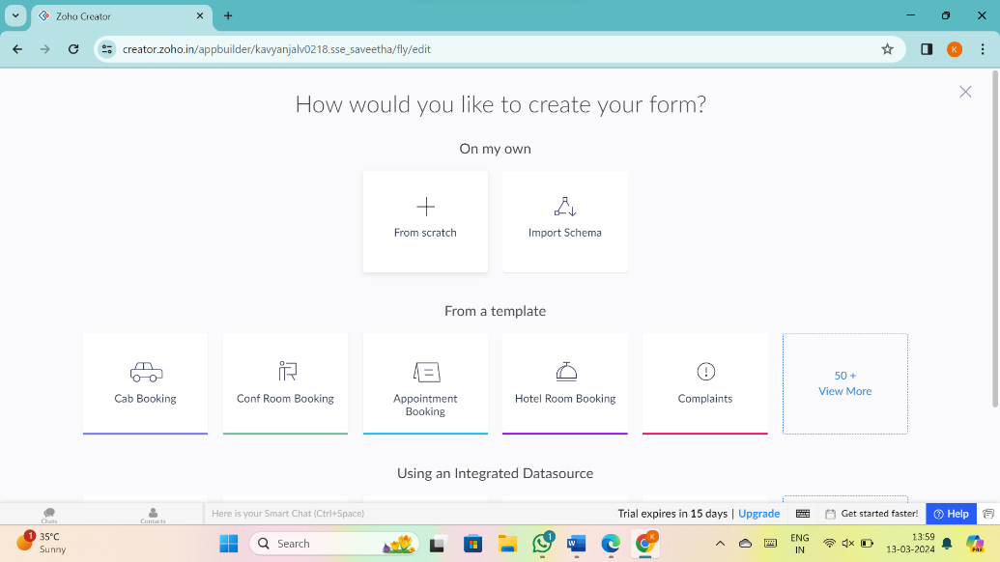 Zoho Creator
creator.zoho.in/appbuilder/kavyanjalv0218.sse_saveetha/fly/edit
K
How would you like to create your form?
On my own
From scratch
Import Schema
From a template
Cab Booking
Conf Room Booking
Appointment
Booking
Hotel Room Booking
Complaints
50 +
View More
Using an Integrated Datasource
Chats
Contacts
Here is your Smart Chat (Ctrl+Space)
Trial expires in 15 days | Upgrade
Get started faster!
Help
1
35°C
Sunny
Search
1
K
ENG
IN
13:59
13-03-2024
PRE